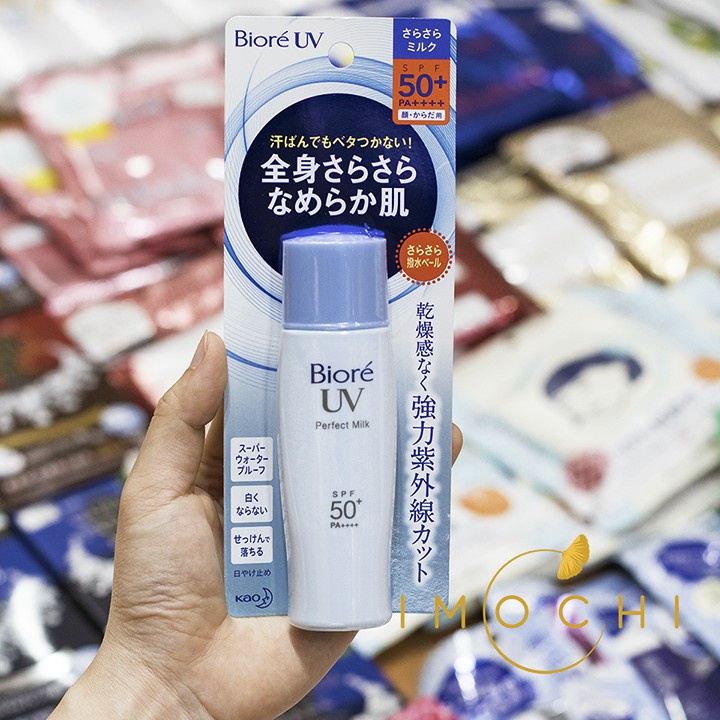 Bioré UV
さらさら
ミルク
SPF
50+
PA++++
顔・からだ用
汗ばんでもベタつかない!
全身さらさら
なめらか肌
さらさら
撥水ベール
乾燥感なく強力紫外線カット
Bioré
UV
Perfect Milk
SPF
50+
PA++++
スーパー
ウォーター
プルーフ
白く
ならない
せっけんで
落ちる
日やけ止め
Kao
IMOCHI